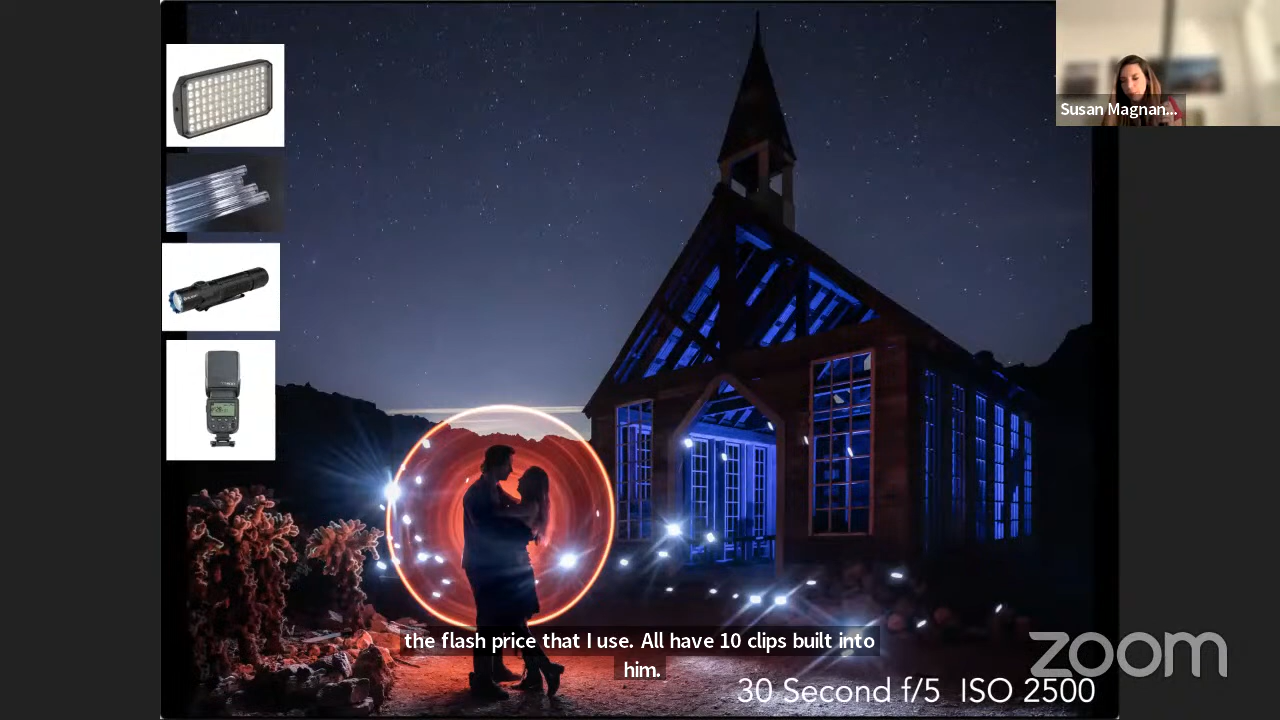 Susan Magnan...
the flash price that I use. All have 10 clips built into
him.
zoom
30 Second f/5 ISO 2500